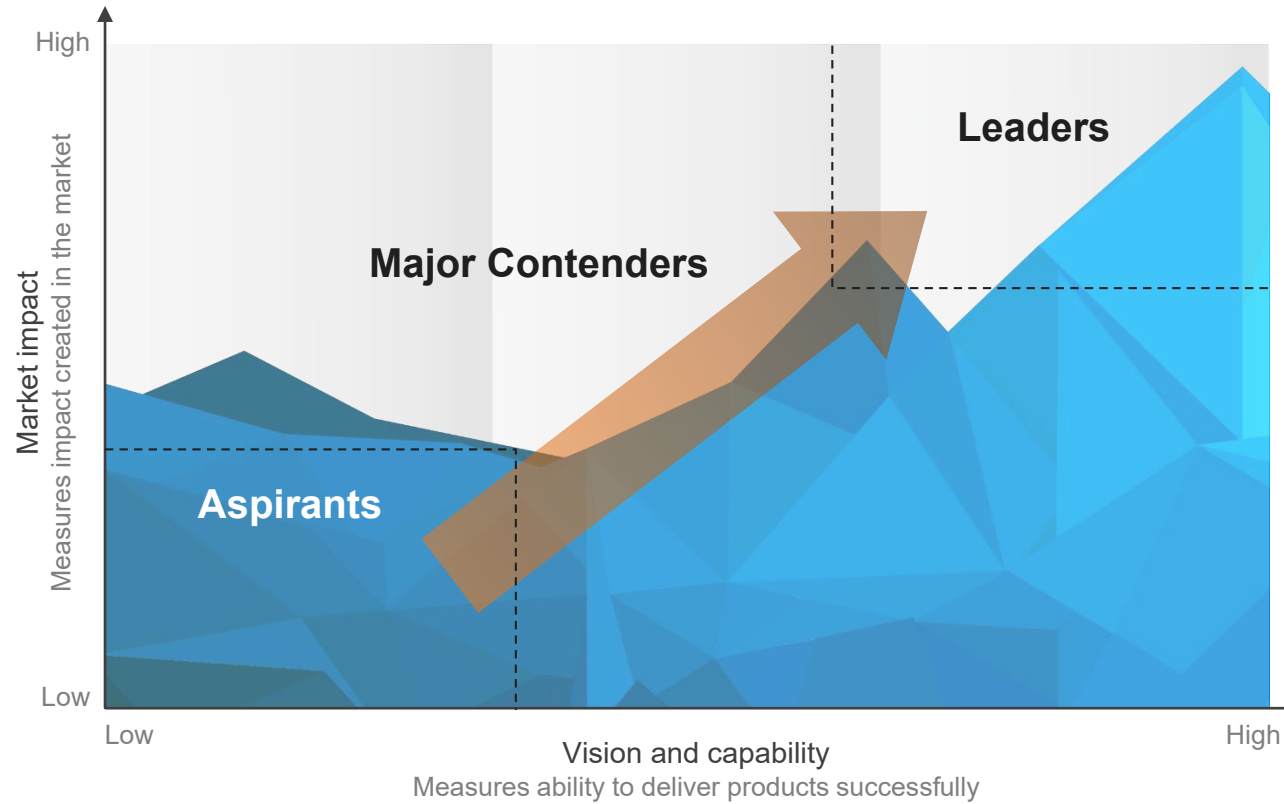 High
Leaders
Major Contenders
Market impact
Measures impact created in the market
Aspirants
Low
Low
High
Vision and capability
Measures ability to deliver products successfully